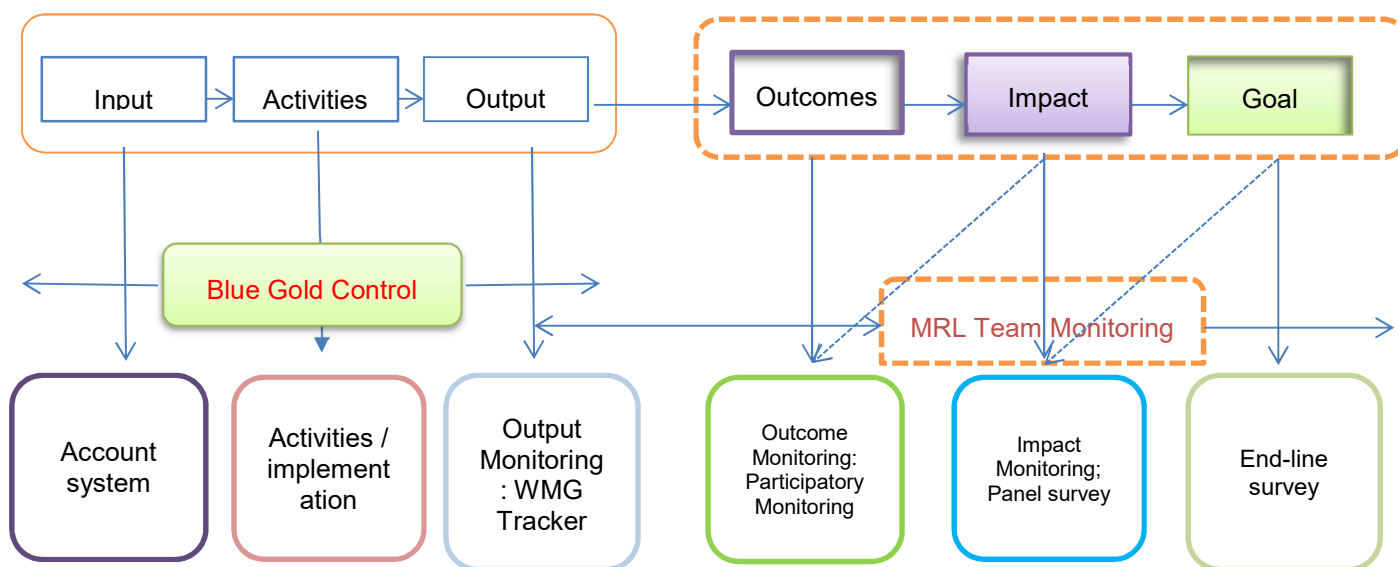 Input
Activities
Output
Outcomes
Impact
Goal
Blue Gold Control
MRL Team Monitoring
Account
system
Activities /
implement
ation
Output
Monitoring
: WMG
Tracker
Outcome
Monitoring:
Participatory
Monitoring
Impact
Monitoring;
Panel survey
End-line
survey